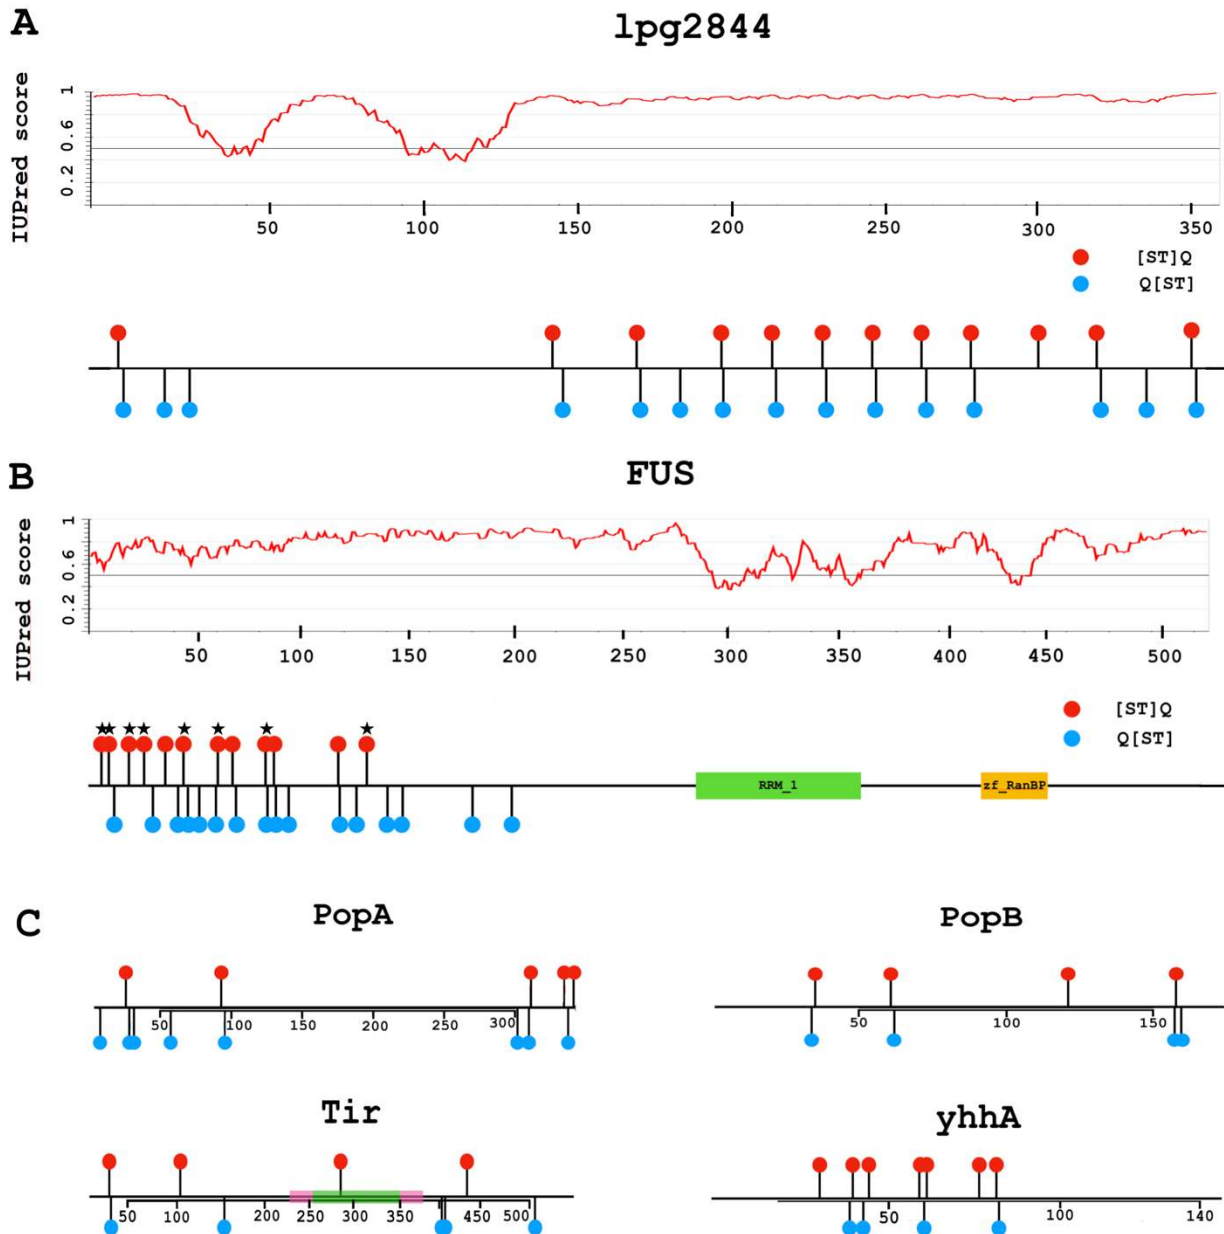 A
lpg2844
IUPred score
1
0.6
0.2
50 100 150 200 250 300 350
[ST]Q
Q[ST]
B
FUS
IUPred score
1
0.6
0.2
50 100 150 200 250 300 350 400 450 500
[ST]Q
Q[ST]
RRM_1 zf_RanBP
C
PopA
50 100 150 200 250 300
PopB
50 100 150
Tir
50 100 200 250 300 350 450 500
yhhA
50 100 140